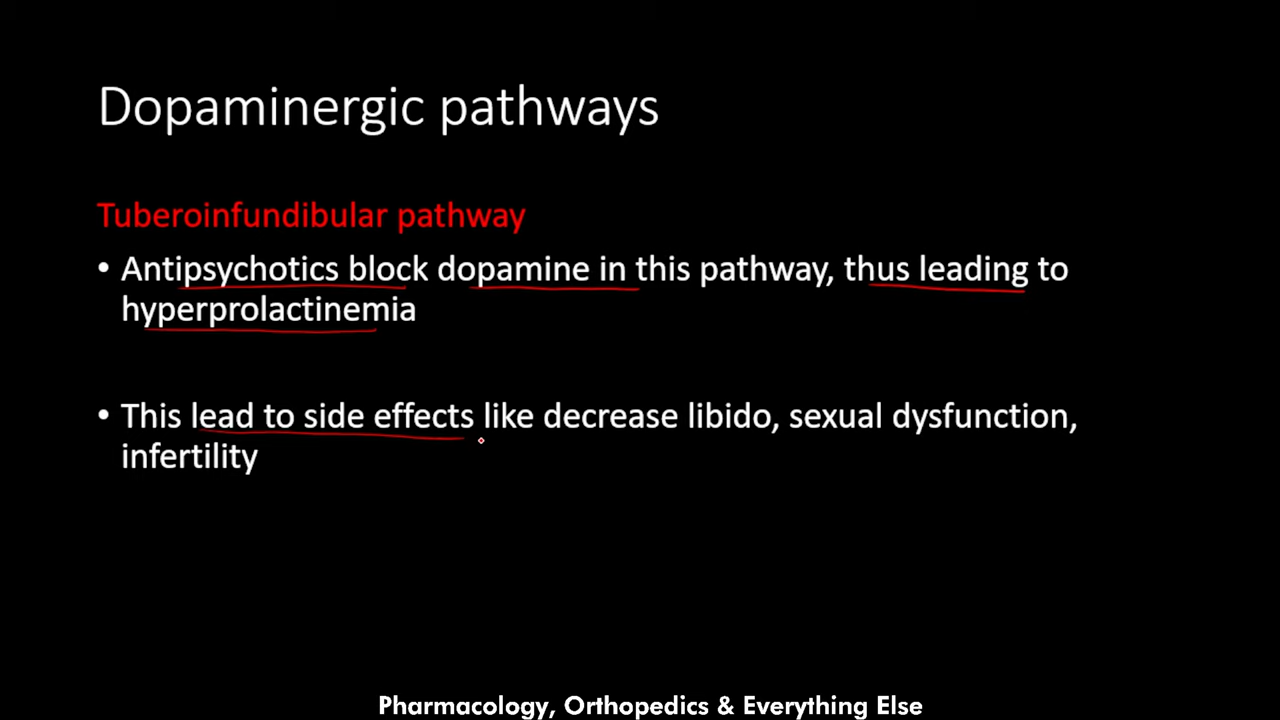 Dopaminergic pathways
Tuberoinfundibular pathway
• Antipsychotics block dopamine in this pathway, thus leading to
hyperprolactinemia
• This lead to side effects like decrease libido, sexual dysfunction,
infertility
Pharmacology, Orthopedics & Everything Else